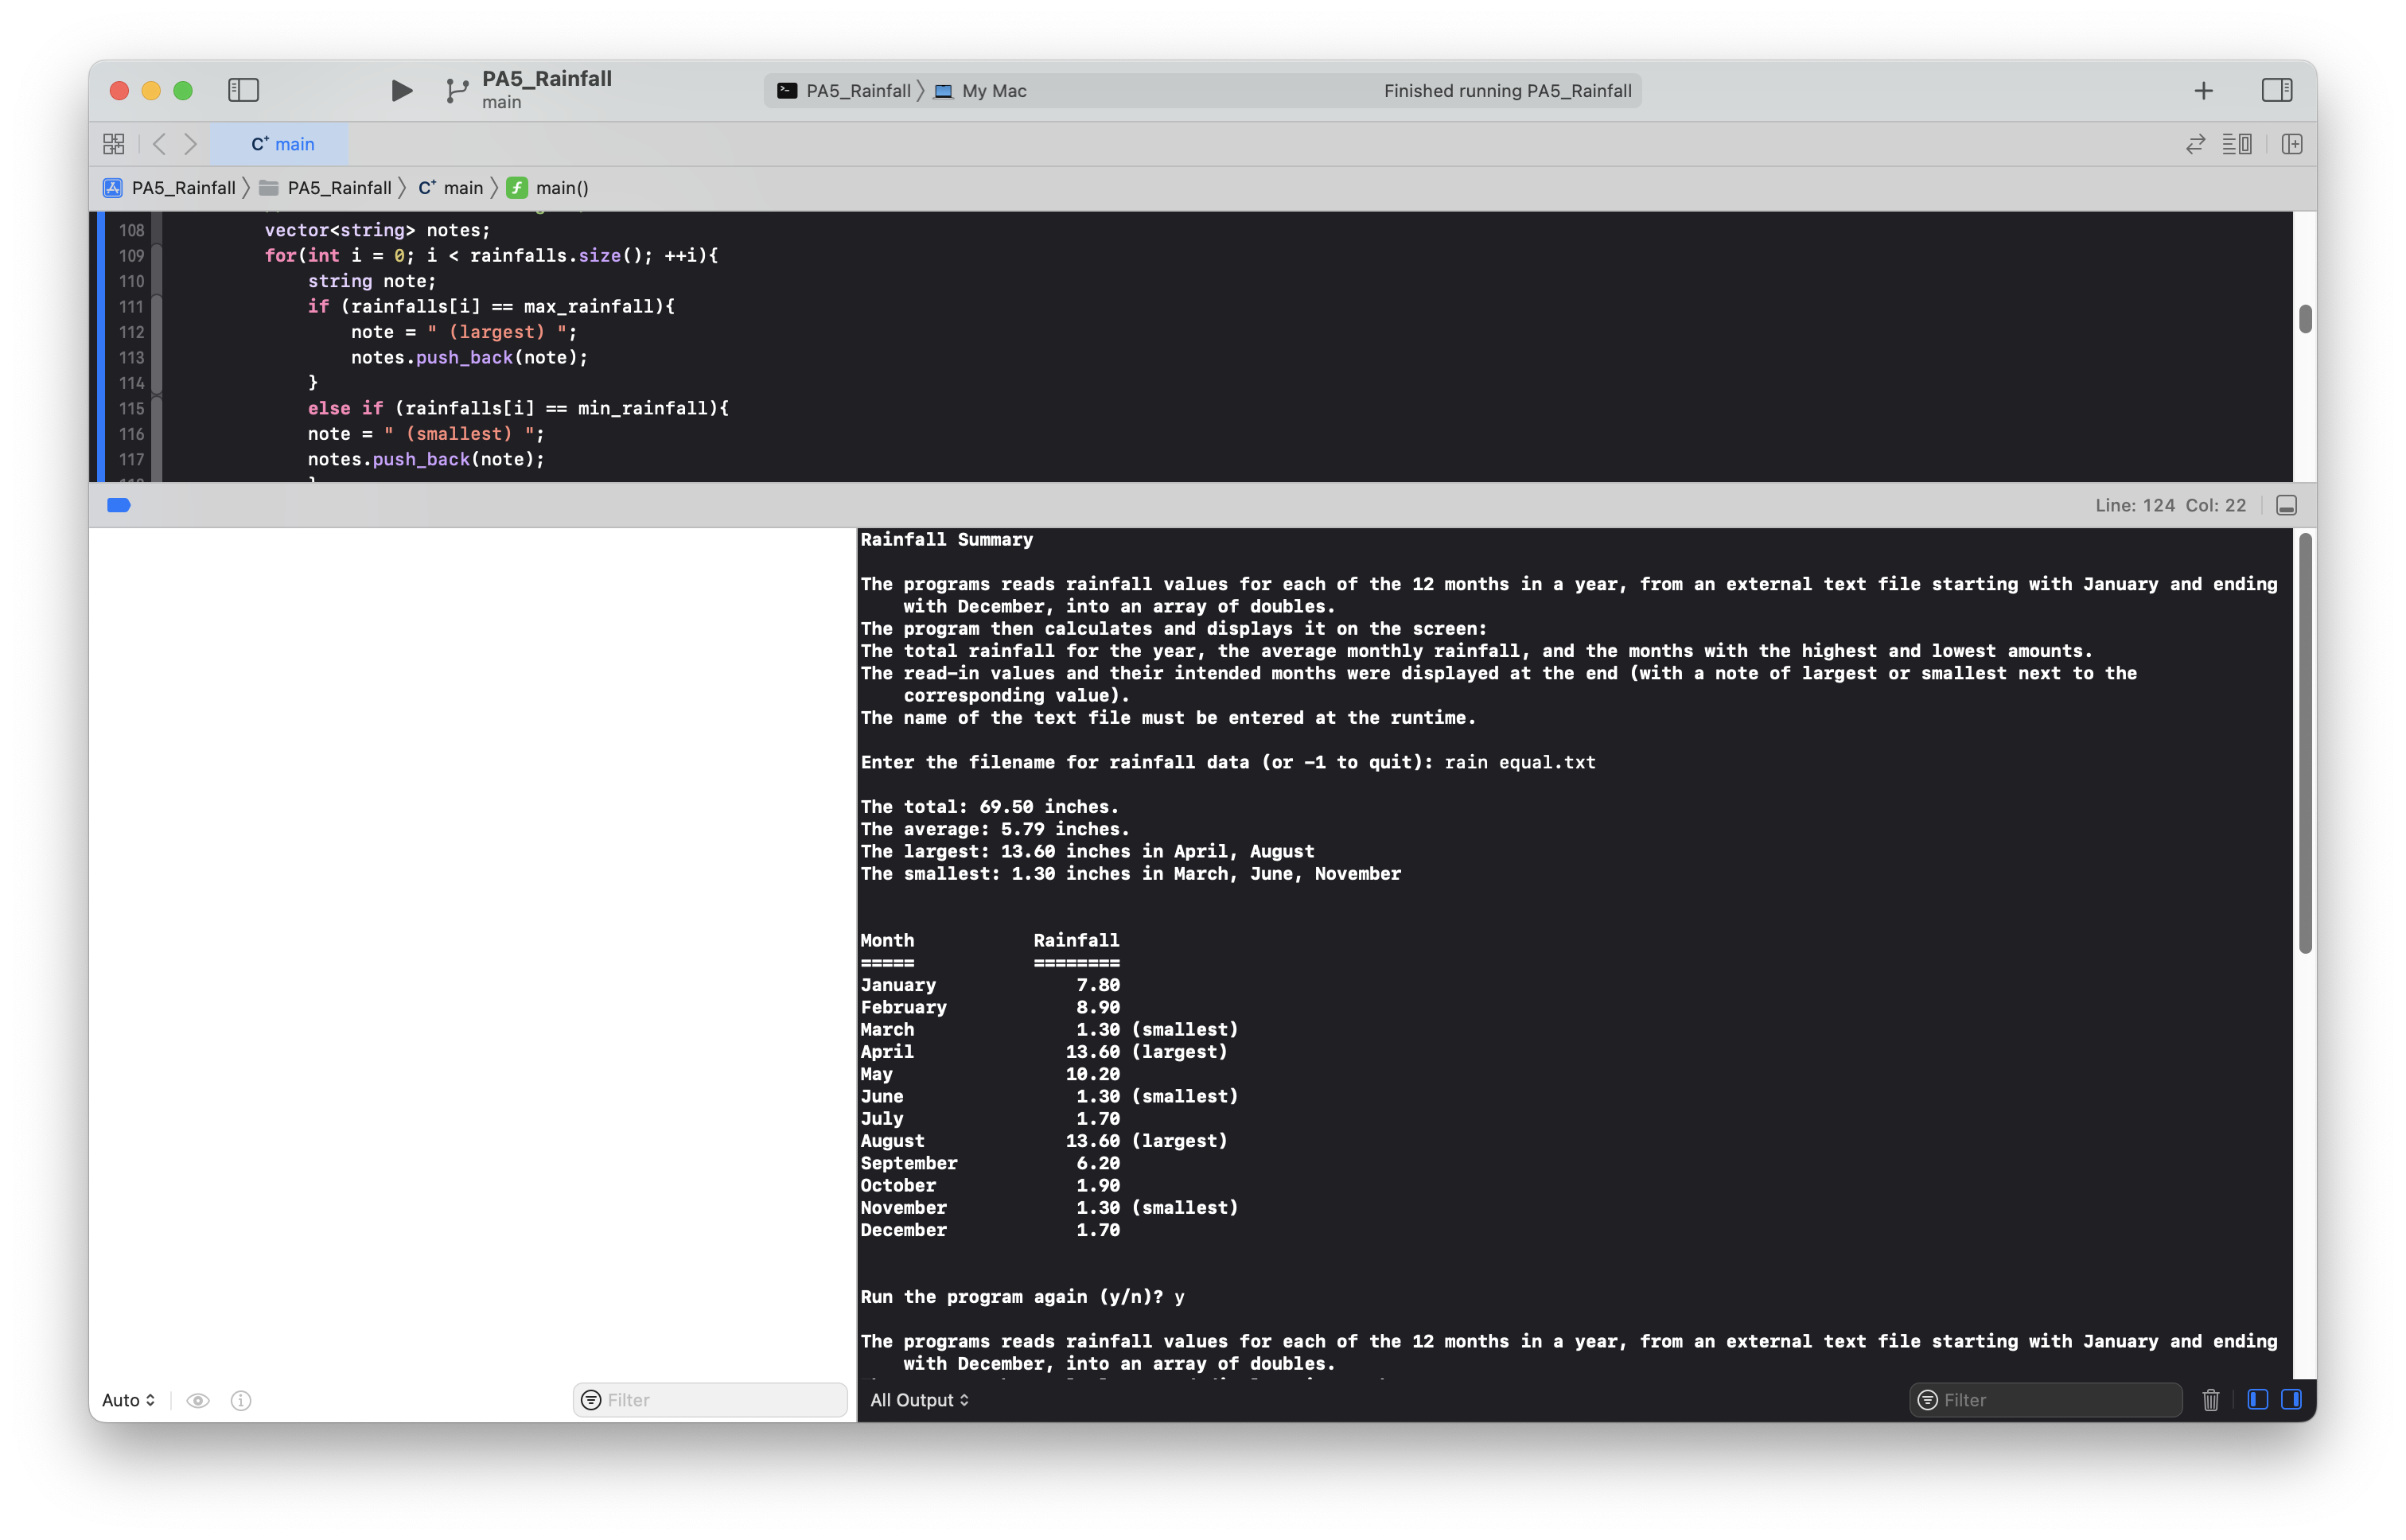 PA5_Rainfall
main
PA5_Rainfall 〉 My Mac
Finished running PA5_Rainfall
C+ main
PA5_Rainfall 〉 PA5_Rainfall 〉 C+ main 〉 f main()
108 vector<string> notes;
109 for(int i = 0; i < rainfalls.size(); ++i){
110 string note;
111 if (rainfalls[i] == max_rainfall){
112 note = " (largest) ";
113 notes.push_back(note);
114 }
115 else if (rainfalls[i] == min_rainfall){
116 note = " (smallest) ";
117 notes.push_back(note);
Line: 124 Col: 22
Rainfall Summary
The programs reads rainfall values for each of the 12 months in a year, from an external text file starting with January and ending
with December, into an array of doubles.
The program then calculates and displays it on the screen:
The total rainfall for the year, the average monthly rainfall, and the months with the highest and lowest amounts.
The read-in values and their intended months were displayed at the end (with a note of largest or smallest next to the
corresponding value).
The name of the text file must be entered at the runtime.
Enter the filename for rainfall data (or -1 to quit): rain equal.txt
The total: 69.50 inches.
The average: 5.79 inches.
The largest: 13.60 inches in April, August
The smallest: 1.30 inches in March, June, November
Month Rainfall
===== ========
January 7.80
February 8.90
March 1.30 (smallest)
April 13.60 (largest)
May 10.20
June 1.30 (smallest)
July 1.70
August 13.60 (largest)
September 6.20
October 1.90
November 1.30 (smallest)
December 1.70
Run the program again (y/n)? y
The programs reads rainfall values for each of the 12 months in a year, from an external text file starting with January and ending
with December, into an array of doubles.
Auto
Filter
All Output
Filter